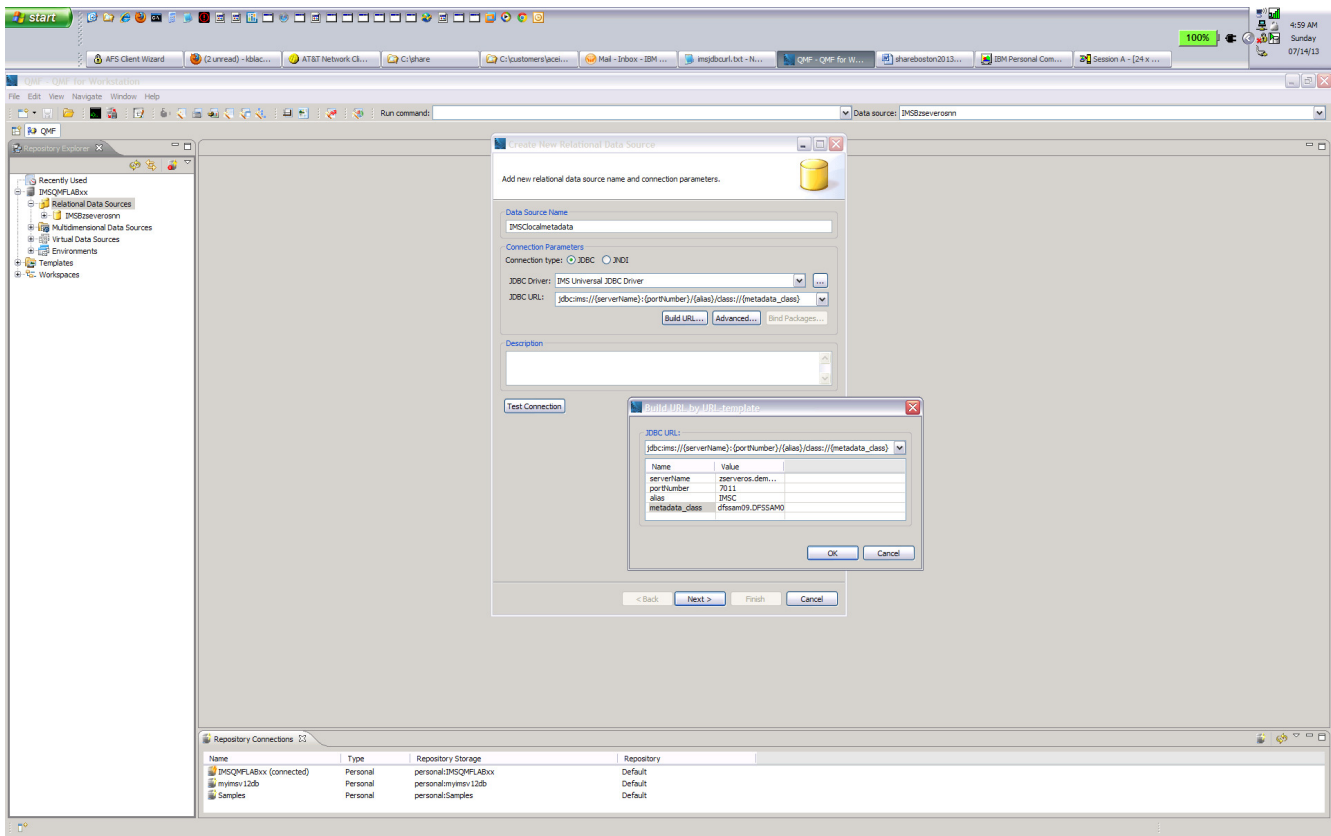 start
4:59 AM
100%
Sunday
07/14/13
AFS Client Wizard (2 unread) - kblac... AT&T Network Cli... C:\share C:\customers\acei... Mail - Inbox - IBM ... imsjdbcurl.txt - N... QMF - QMF for W... shareboston2013... IBM Personal Com... Session A - [24 x ...
QMF - QMF for Workstation
File Edit View Navigate Window Help
Run command: Data source: IMSBzseverosnn
QMF
Repository Explorer
Recently Used
IMSQMFLABxx
Relational Data Sources
IMSBzseverosnn
Multidimensional Data Sources
Virtual Data Sources
Environments
Templates
Workspaces
Create New Relational Data Source
Add new relational data source name and connection parameters.
Data Source Name
IMSClocalmetadata
Connection Parameters
Connection type: JDBC JNDI
JDBC Driver: IMS Universal JDBC Driver ...
JDBC URL: jdbc:ims://{serverName}:{portNumber}/{alias}/class://{metadata_class}
Build URL... Advanced... Bind Packages...
Description
Test Connection
Build URL by URL-template
JDBC URL:
jdbc:ims://{serverName}:{portNumber}/{alias}/class://{metadata_class}
Name Value
serverName zserveros.dem...
portNumber 7011
alias IMSC
metadata_class dfssam09.DFSSAM0
OK Cancel
< Back Next > Finish Cancel
Repository Connections
Name Type Repository Storage Repository
IMSQMFLABxx (connected) Personal personal:IMSQMFLABxx Default
myimsv12db Personal personal:myimsv12db Default
Samples Personal personal:Samples Default